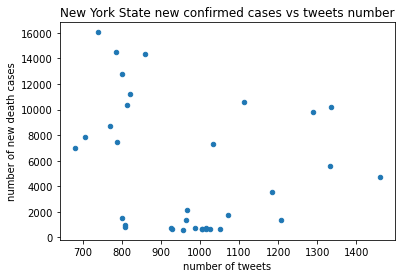 New York State new confirmed cases vs tweets number
16000
14000
12000
10000
8000
6000
4000
2000
0
number of new death cases
700 800 900 1000 1100 1200 1300 1400
number of tweets